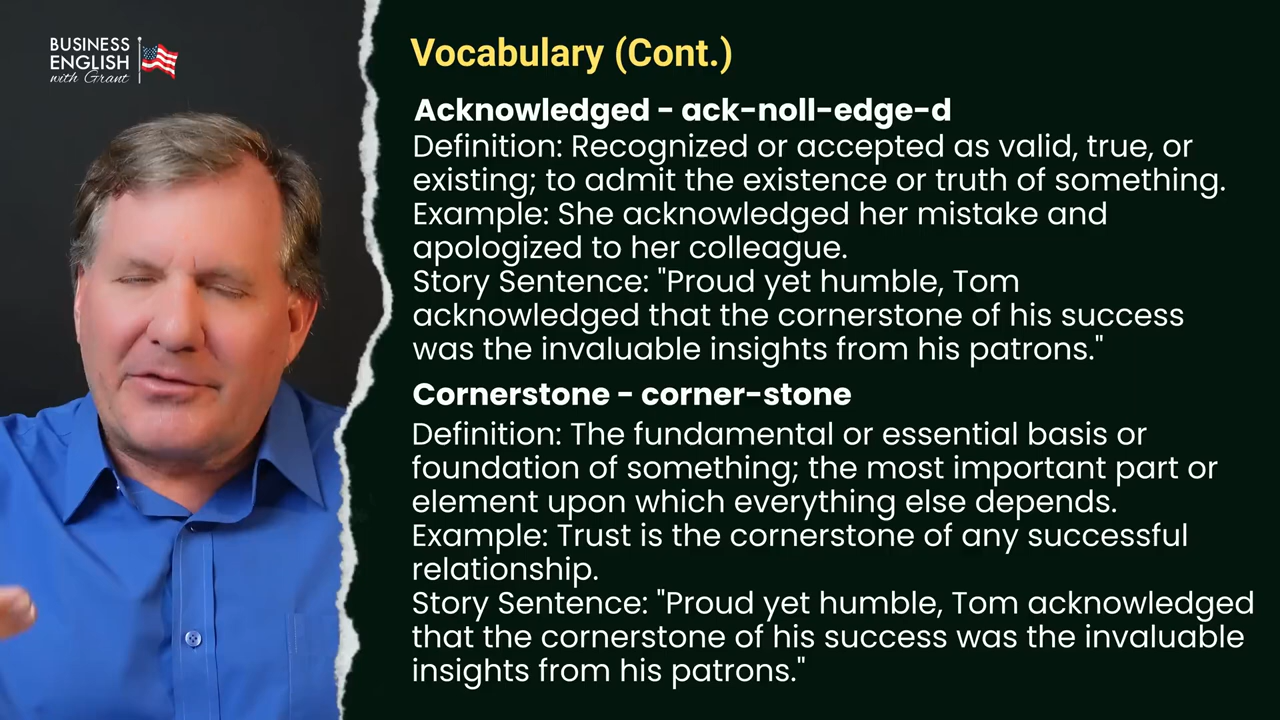 BUSINESS
ENGLISH
with Grant
Vocabulary (Cont.)
Acknowledged - ack-noll-edge-d
Definition: Recognized or accepted as valid, true, or
existing; to admit the existence or truth of something.
Example: She acknowledged her mistake and
apologized to her colleague.
Story Sentence: "Proud yet humble, Tom
acknowledged that the cornerstone of his success
was the invaluable insights from his patrons."
Cornerstone - corner-stone
Definition: The fundamental or essential basis or
foundation of something; the most important part or
element upon which everything else depends.
Example: Trust is the cornerstone of any successful
relationship.
Story Sentence: "Proud yet humble, Tom acknowledged
that the cornerstone of his success was the invaluable
insights from his patrons."